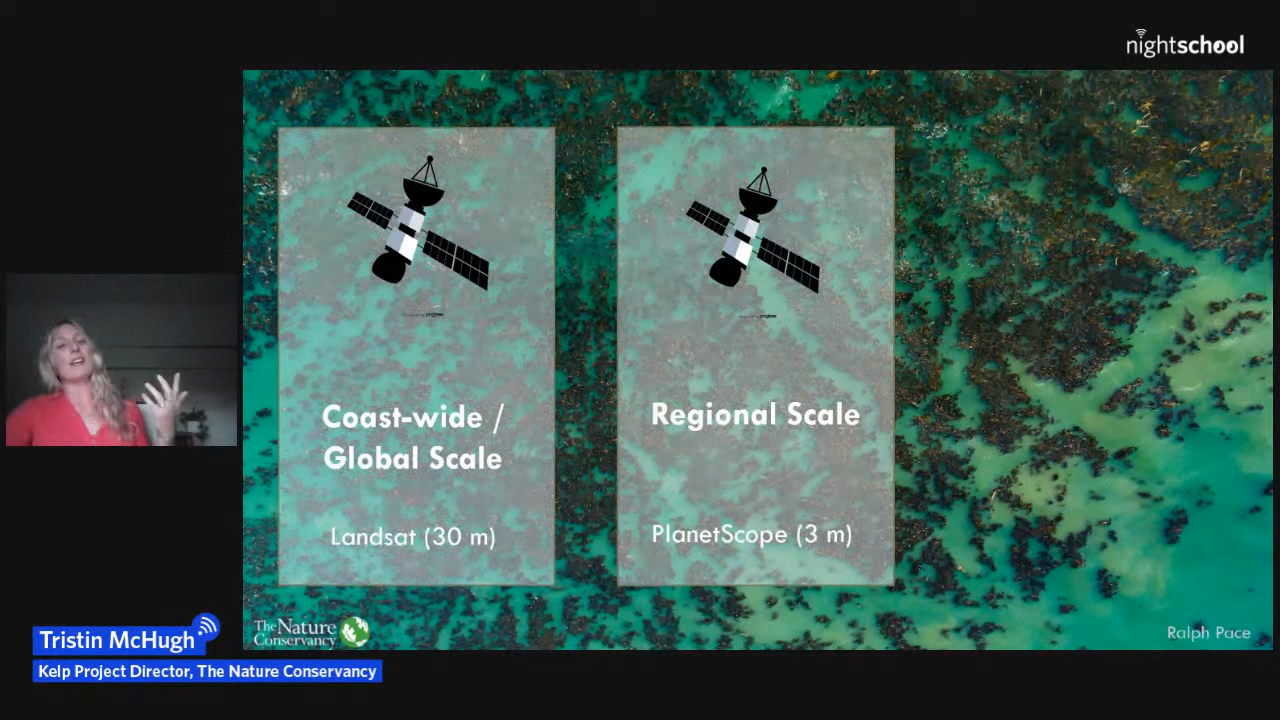 nightschool
Coast-wide /
Global Scale
Landsat (30 m)
Regional Scale
PlanetScope (3 m)
The Nature
Conservancy
Ralph Pace
Tristin McHugh
Kelp Project Director, The Nature Conservancy